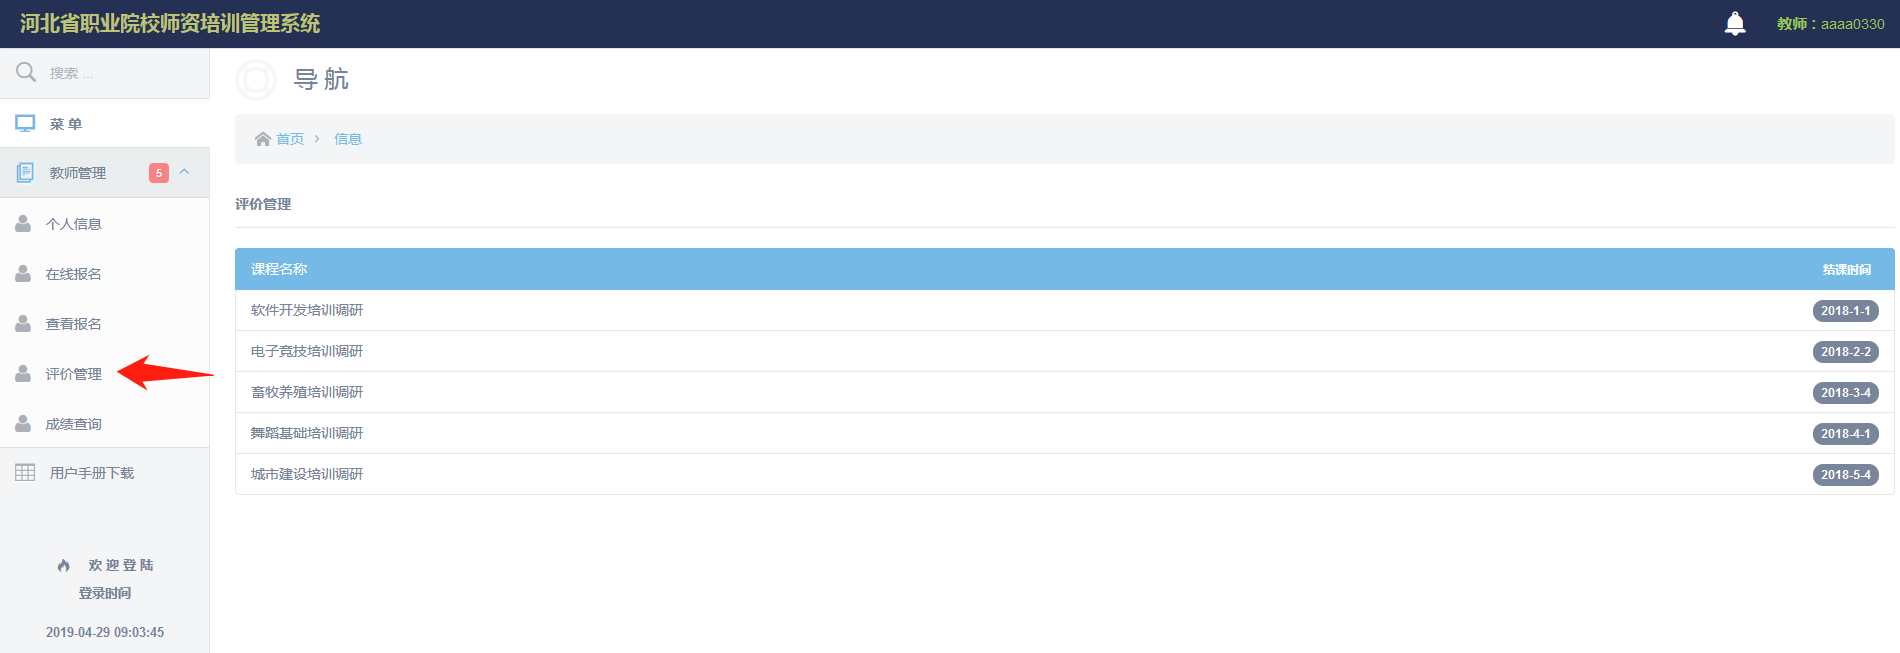 河北省职业院校师资培训管理系统
教师：aaaa0330
搜索 ...
菜 单
教师管理 5
个人信息
在线报名
查看报名
评价管理
成绩查询
用户手册下载
欢 迎 登 陆
登录时间
2019-04-29 09:03:45
导 航
首页 > 信息
评价管理
课程名称 结课时间
软件开发培训调研 2018-1-1
电子竞技培训调研 2018-2-2
畜牧养殖培训调研 2018-3-4
舞蹈基础培训调研 2018-4-1
城市建设培训调研 2018-5-4